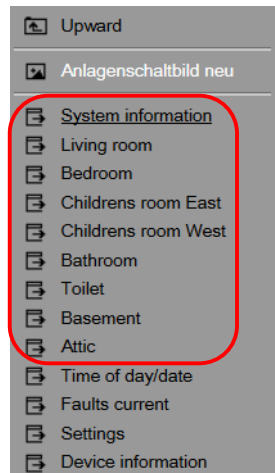 Upward
Anlagenschaltbild neu
System information
Living room
Bedroom
Childrens room East
Childrens room West
Bathroom
Toilet
Basement
Attic
Time of day/date
Faults current
Settings
Device information